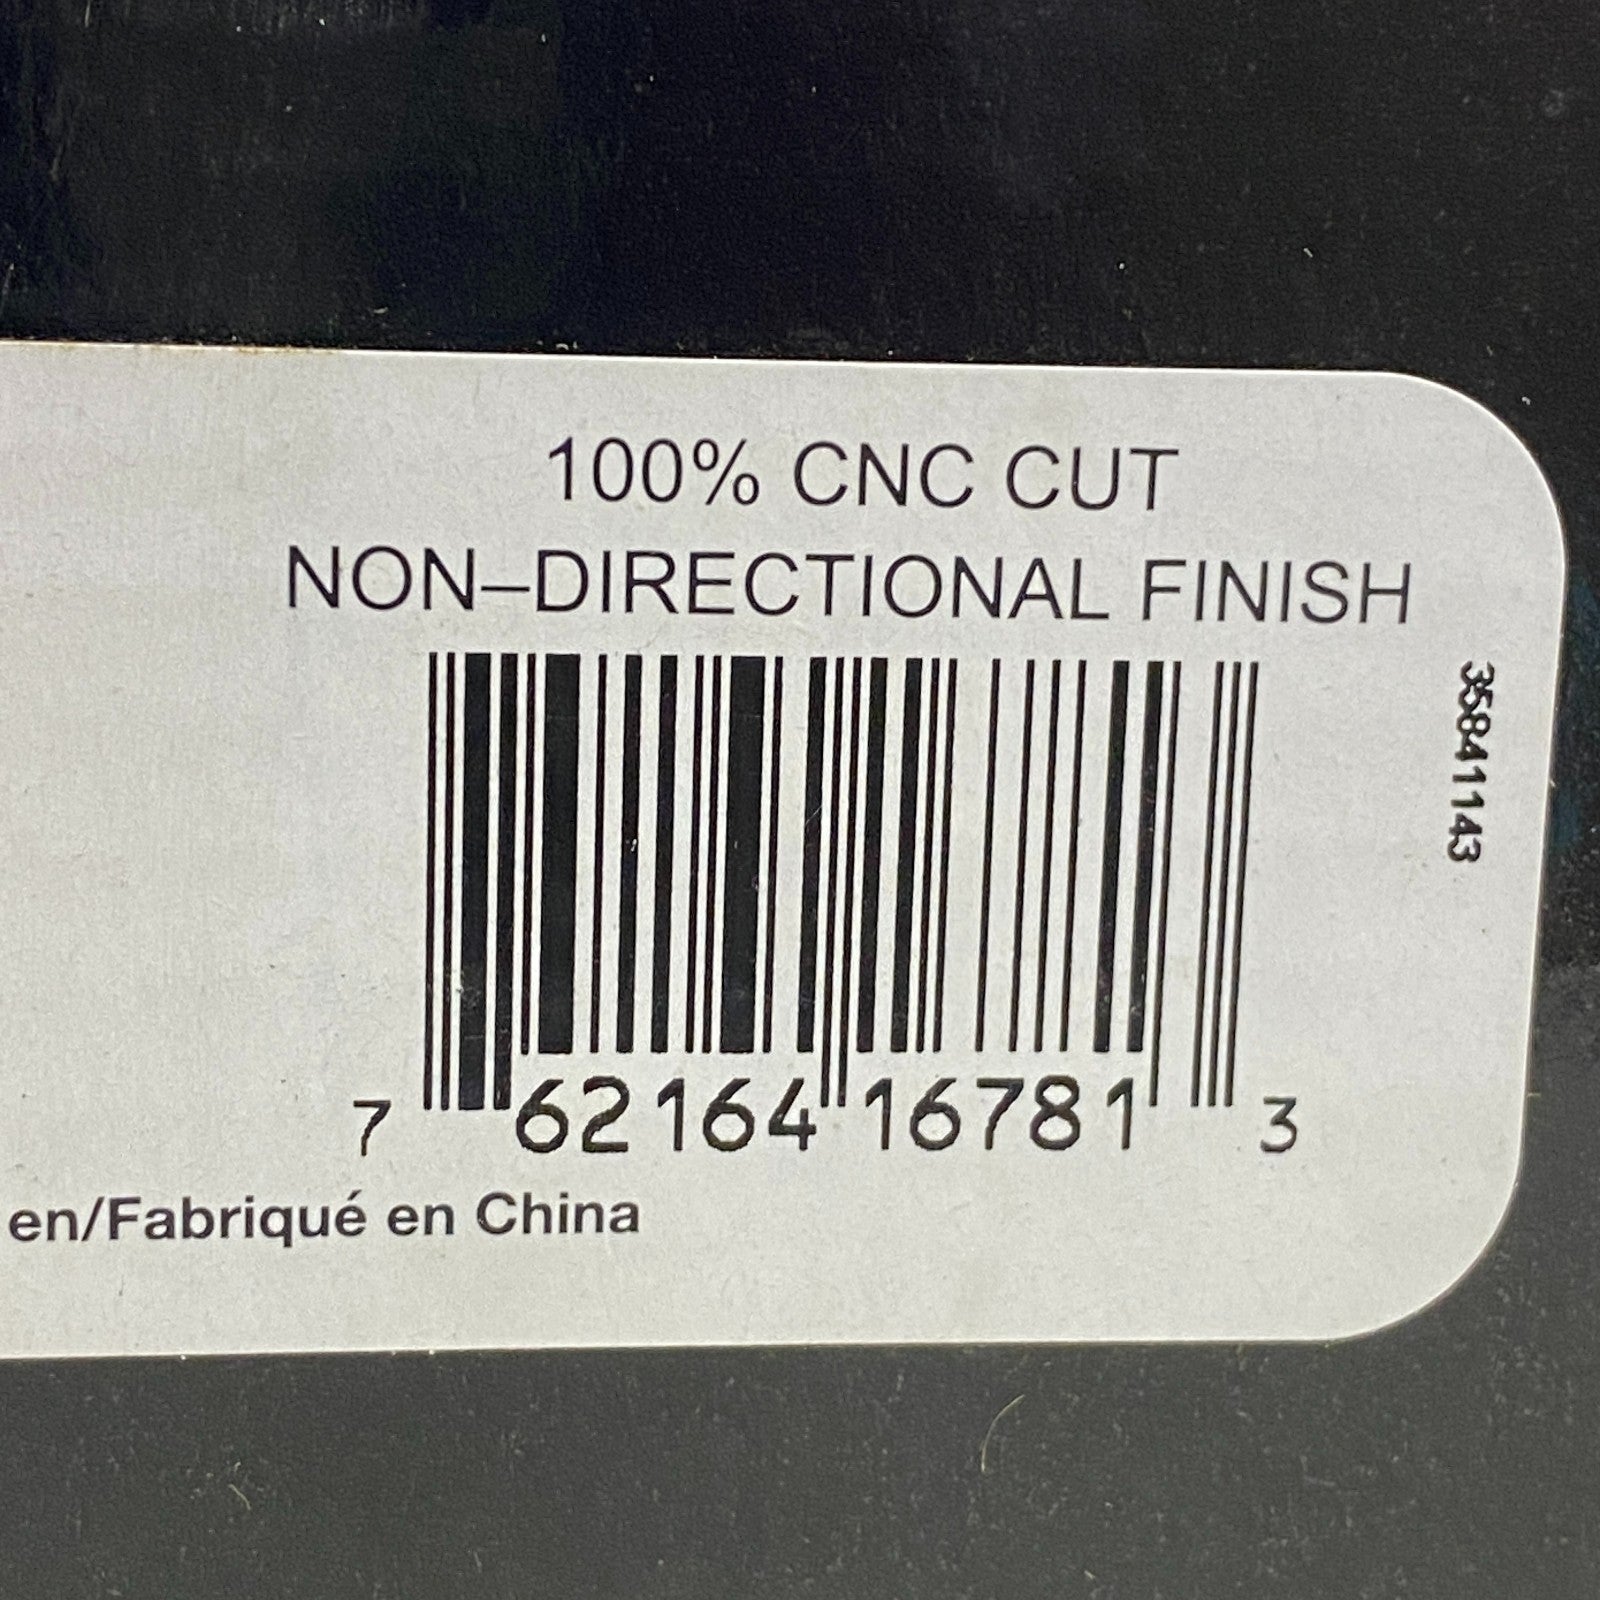 100% CNC CUT
NON–DIRECTIONAL FINISH
35841143
7 62164 16781 3
en/Fabriqué en China